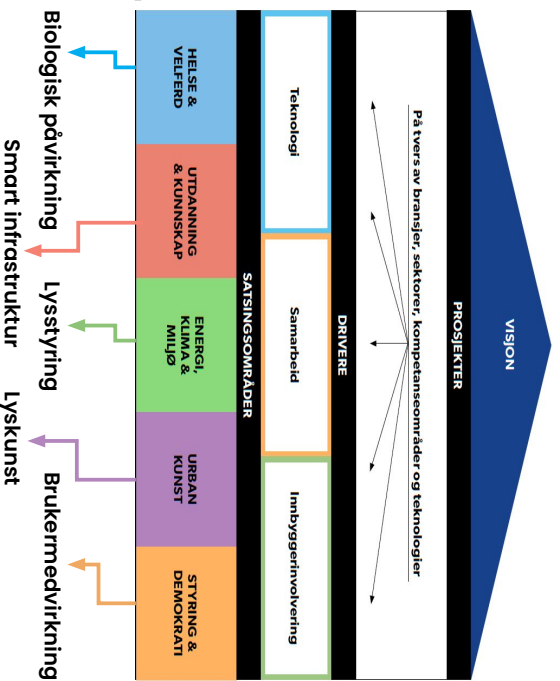 VISJON
PROSJEKTER
På tvers av bransjer, sektorer, kompetanseområder og teknologier
DRIVERE
Teknologi
Samarbeid
Innbyggerinvolvering
SATSINGSOMRÅDER
HELSE &
VELFERD
UTDANNING
& KUNNSKAP
ENERGI,
KLIMA &
MILJØ
URBAN
KUNST
STYRING &
DEMOKRATI
Biologisk påvirkning
Smart infrastruktur
Lysstyring
Lyskunst
Brukermedvirkning